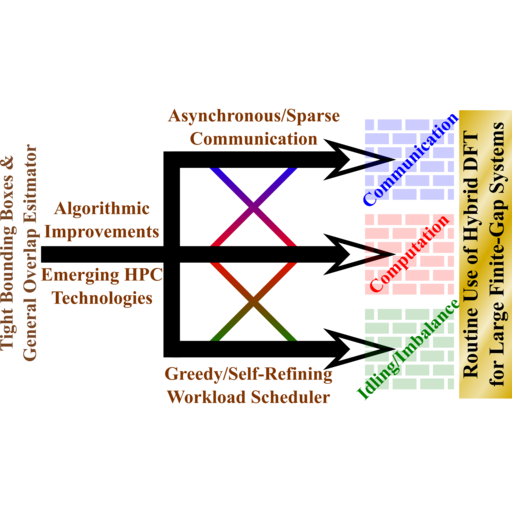 Tight Bounding Boxes &
General Overlap Esitmator
Algorithmic
Improvements
Emerging HPC
Technologies
Asynchronous/Sparse
Communication
Greedy/Self-Refining
Workload Scheduler
Communication
Computation
Idling/Imbalance
Routine Use of Hybrid DFT
for Large Finite-Gap Systems